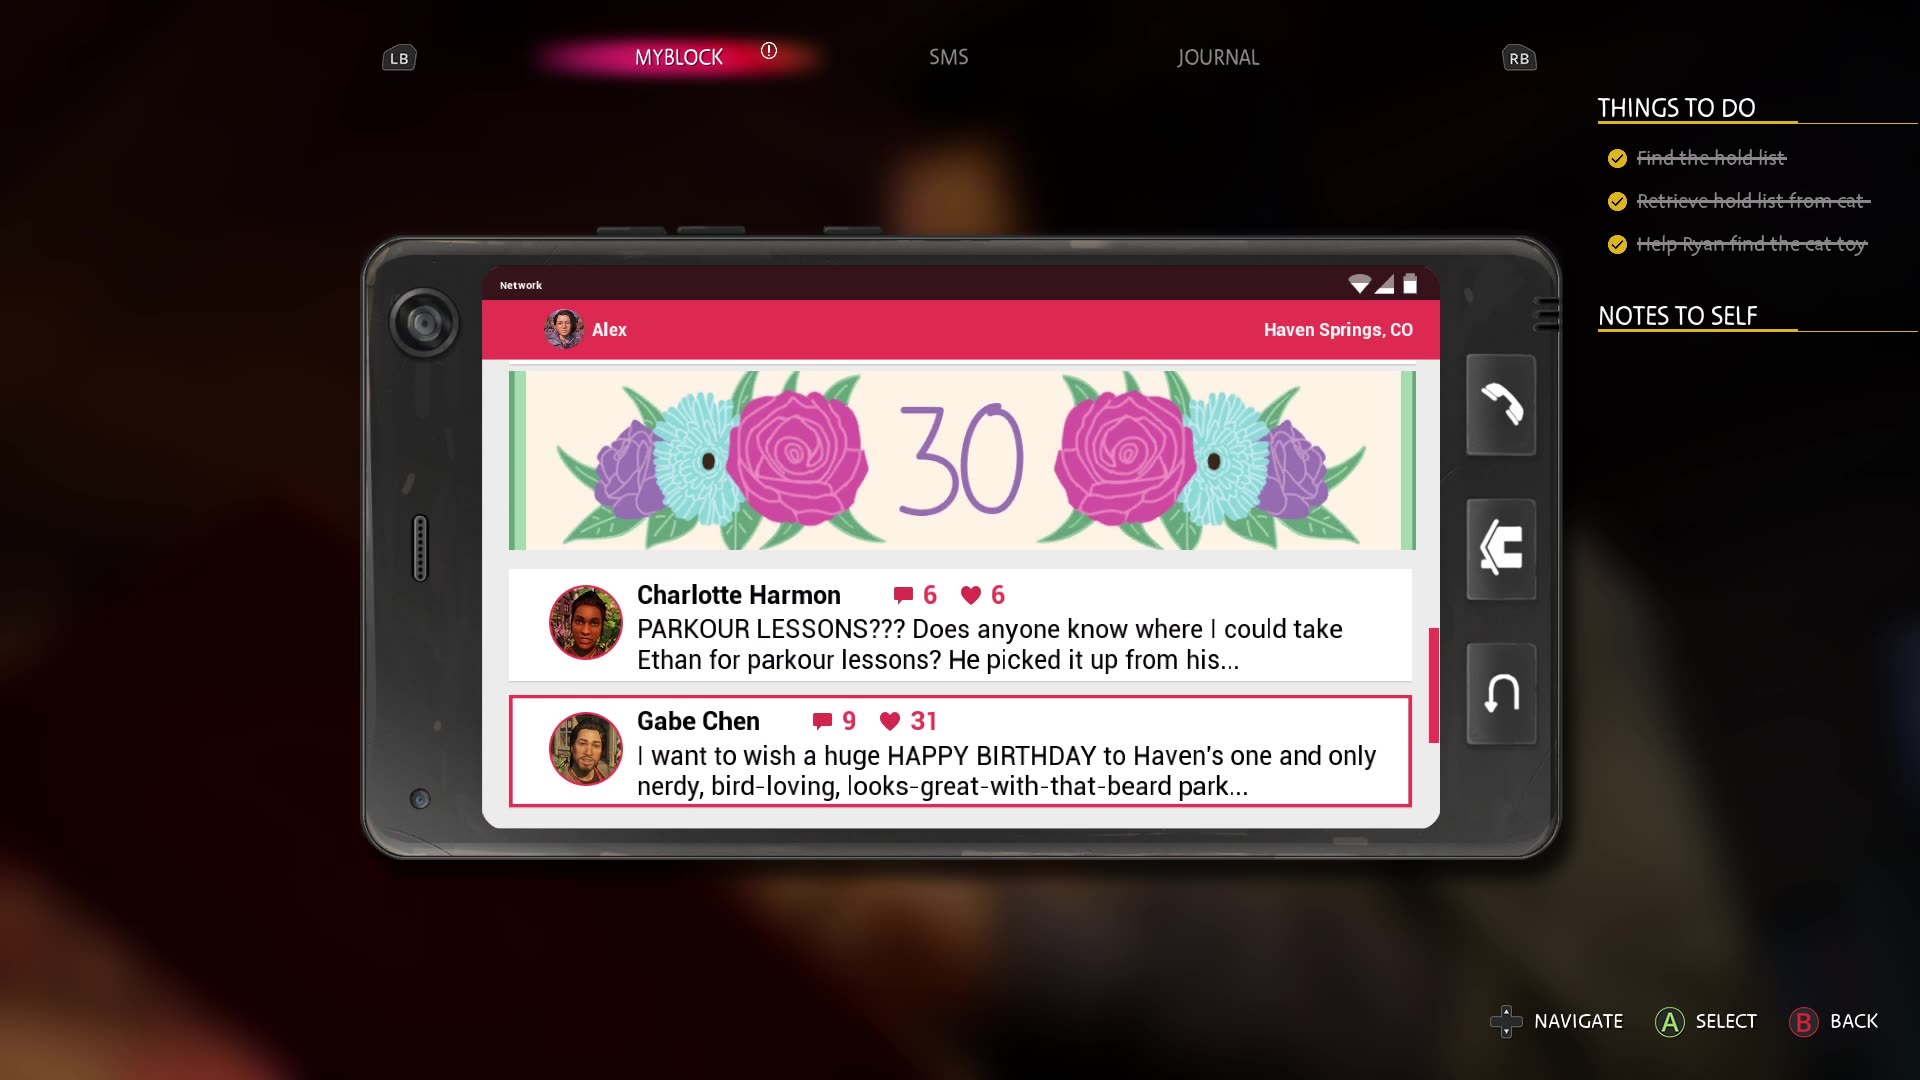 LB
MYBLOCK
SMS
JOURNAL
RB
THINGS TO DO
Find the hold list
Retrieve hold list from cat
Help Ryan find the cat toy
NOTES TO SELF
Network
Alex
Haven Springs, CO
30
Charlotte Harmon 6 6
PARKOUR LESSONS??? Does anyone know where I could take
Ethan for parkour lessons? He picked it up from his...
Gabe Chen 9 31
I want to wish a huge HAPPY BIRTHDAY to Haven's one and only
nerdy, bird-loving, looks-great-with-that-beard park...
NAVIGATE
A SELECT
B BACK